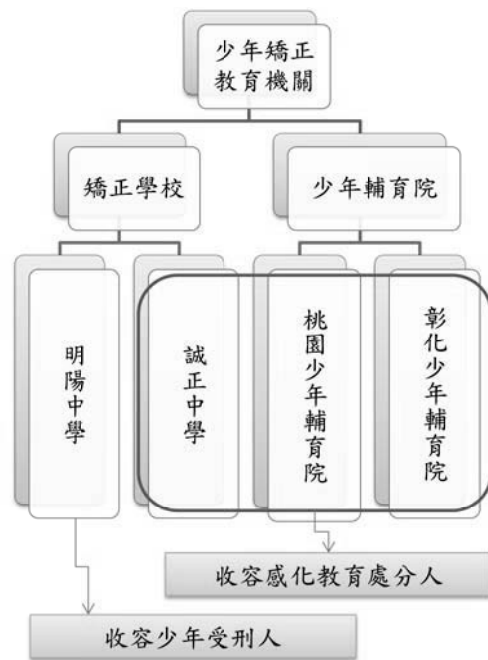 少年矯正
教育機關
矯正學校
少年輔育院
明陽中學
誠正中學
桃園少年輔育院
彰化少年輔育院
收容感化教育處分人
收容少年受刑人